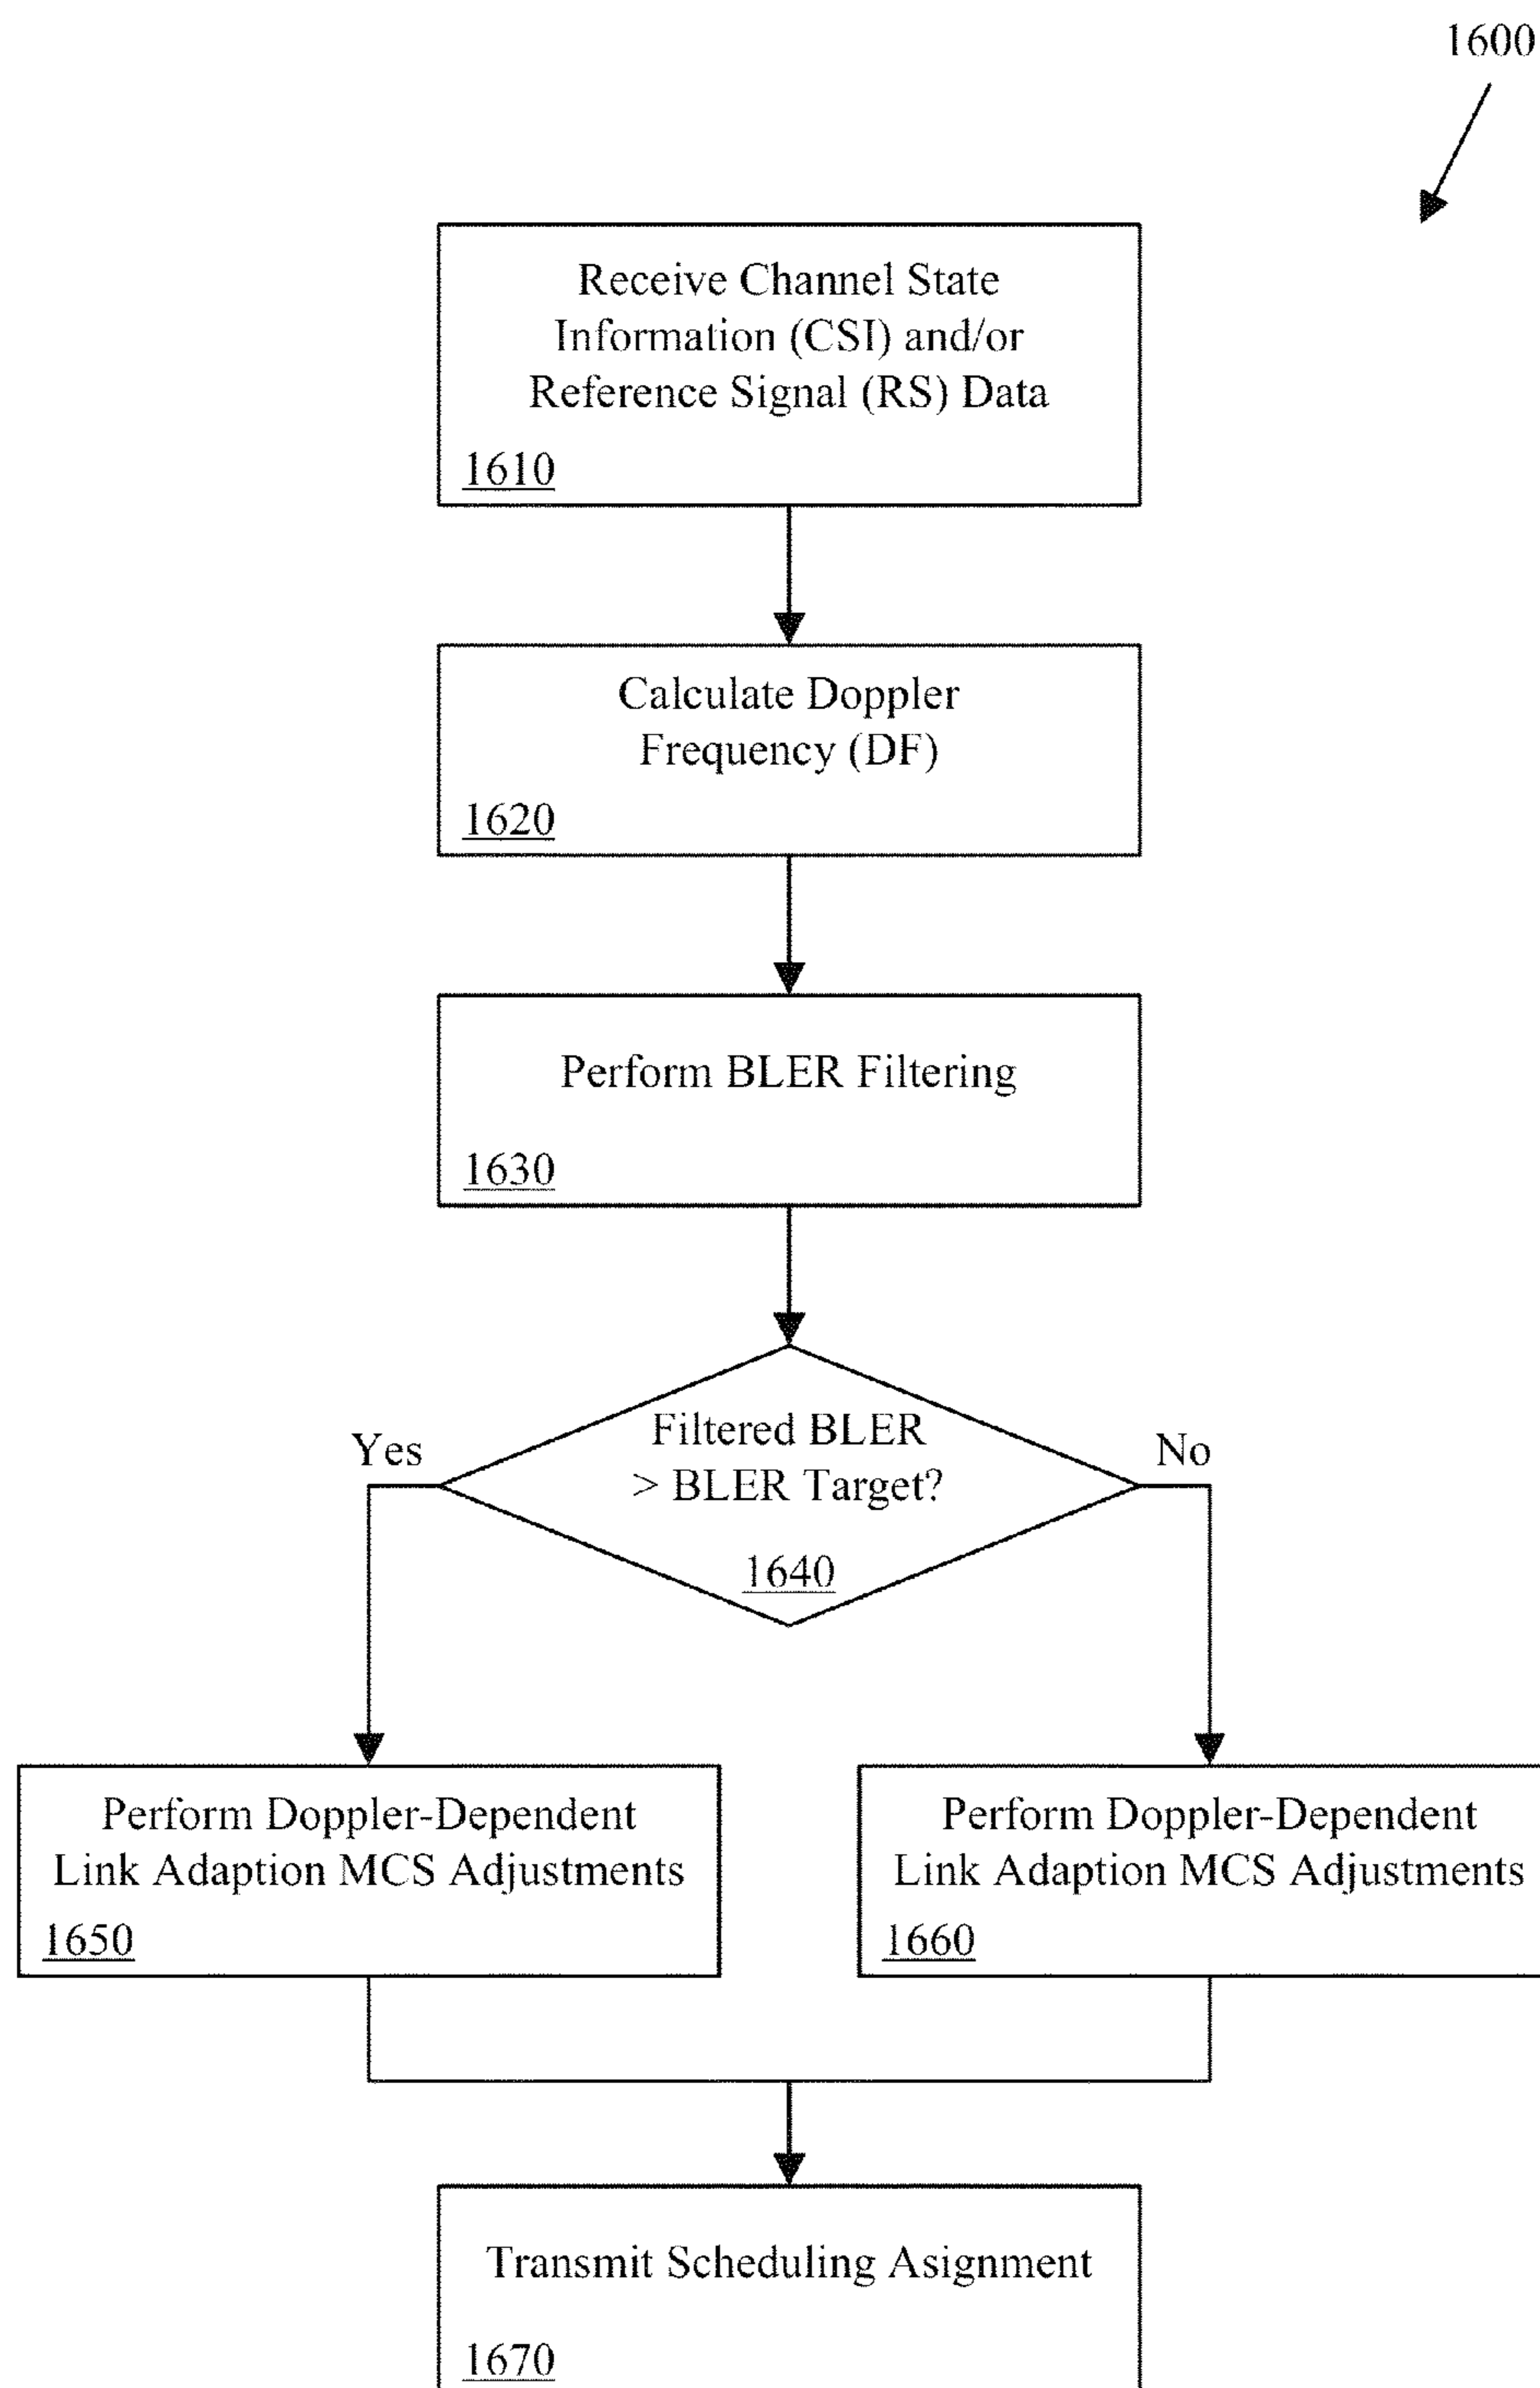 1600
Receive Channel State
Information (CSI) and/or
Reference Signal (RS) Data
1610
Calculate Doppler
Frequency (DF)
1620
Perform BLER Filtering
1630
Filtered BLER
> BLER Target?
1640
Yes
No
Perform Doppler-Dependent
Link Adaption MCS Adjustments
1650
Perform Doppler-Dependent
Link Adaption MCS Adjustments
1660
Transmit Scheduling Asignment
1670